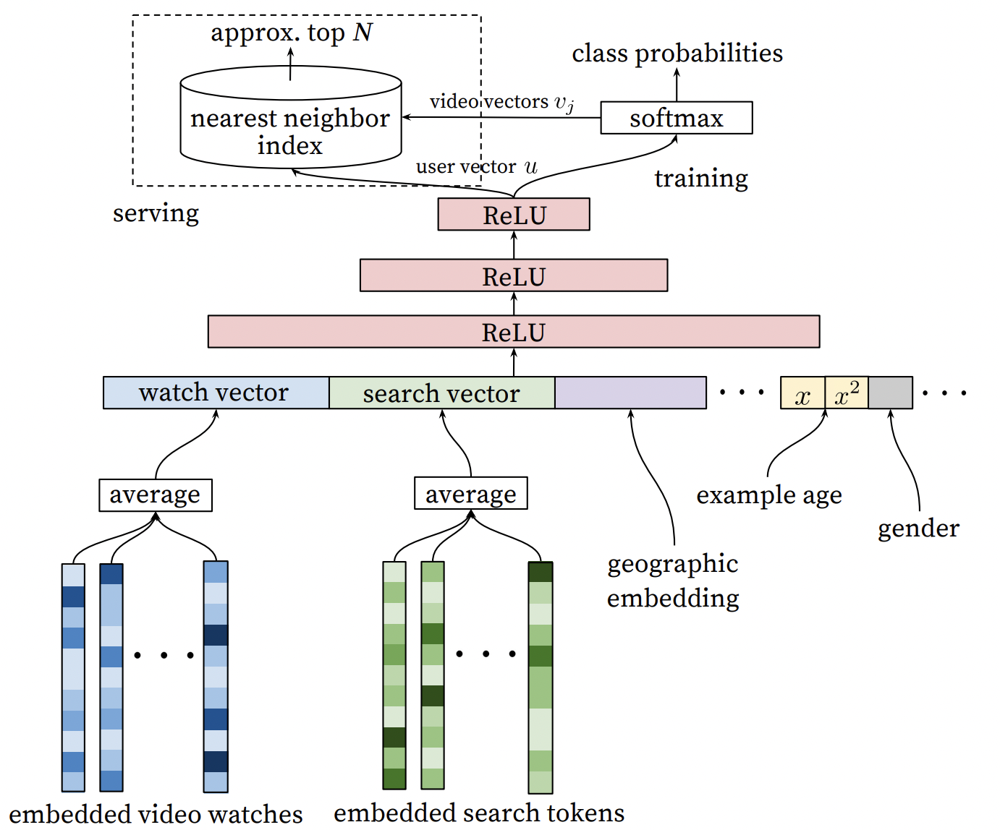 approx. top N
class probabilities
video vectors v_j
nearest neighbor
index
softmax
user vector u
training
serving
ReLU
ReLU
ReLU
watch vector
search vector
x
x²
average
average
example age
gender
geographic
embedding
embedded video watches
embedded search tokens